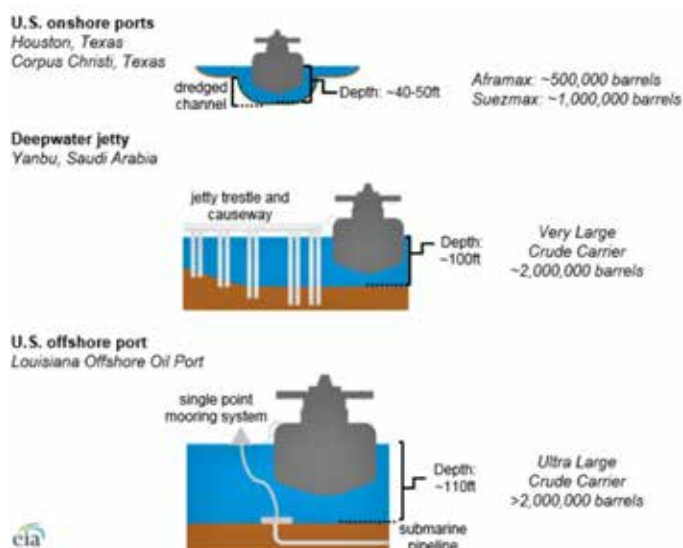 U.S. onshore ports
Houston, Texas
Corpus Christi, Texas
dredged
channel
Depth: ~40-50ft
Aframax: ~500,000 barrels
Suezmax: ~1,000,000 barrels
Deepwater jetty
Yanbu, Saudi Arabia
jetty trestle and
causeway
Depth:
~100ft
Very Large
Crude Carrier
~2,000,000 barrels
U.S. offshore port
Louisiana Offshore Oil Port
single point
mooring system
Depth:
~110ft
Ultra Large
Crude Carrier
>2,000,000 barrels
submarine
pipeline
eia